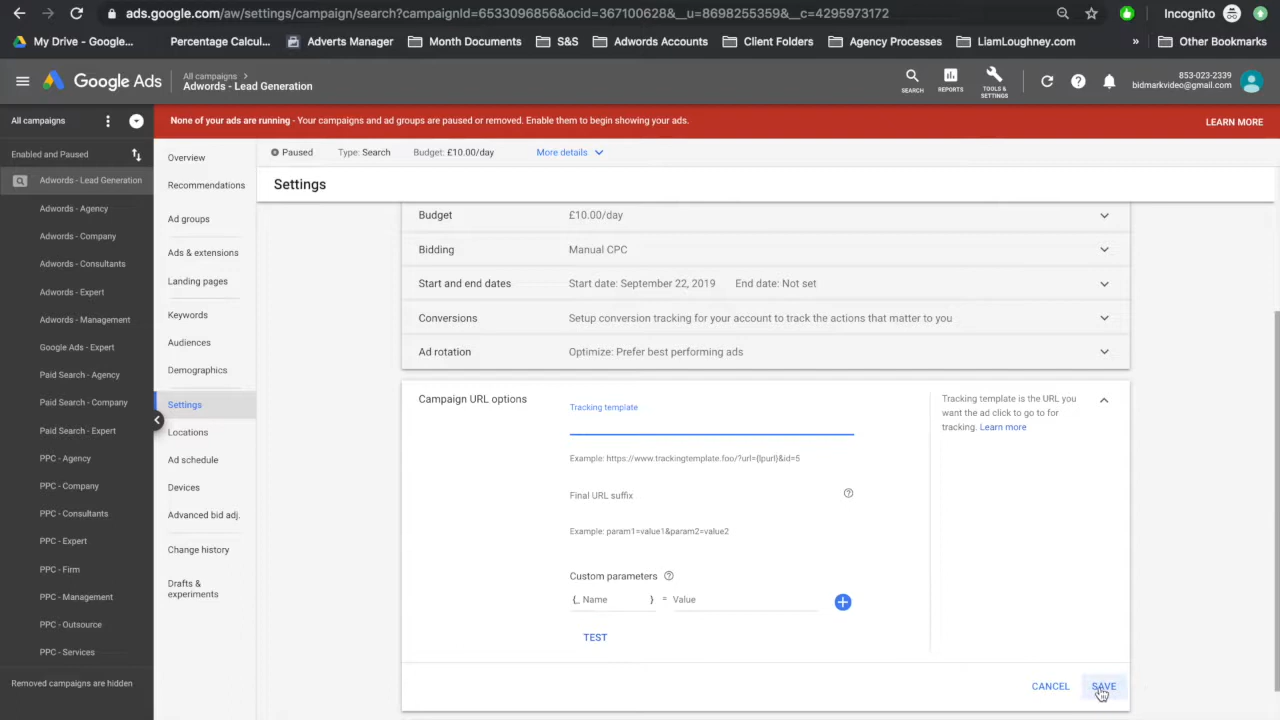 ads.google.com/aw/settings/campaign/search?campaignId=6533096856&ocid=367100628&__u=8698255359&__c=4295973172
Incognito
My Drive - Google...
Percentage Calcul...
Adverts Manager
Month Documents
S&S
Adwords Accounts
Client Folders
Agency Processes
LiamLoughney.com
»
Other Bookmarks
Google Ads
All campaigns >
Adwords - Lead Generation
SEARCH
REPORTS
TOOLS &
SETTINGS
853-023-2339
bidmarkvideo@gmail.com
All campaigns
None of your ads are running - Your campaigns and ad groups are paused or removed. Enable them to begin showing your ads.
LEARN MORE
Enabled and Paused
Adwords - Lead Generation
Adwords - Agency
Adwords - Company
Adwords - Consultants
Adwords - Expert
Adwords - Management
Google Ads - Expert
Paid Search - Agency
Paid Search - Company
Paid Search - Expert
PPC - Agency
PPC - Company
PPC - Consultants
PPC - Expert
PPC - Firm
PPC - Management
PPC - Outsource
PPC - Services
Removed campaigns are hidden
Overview
Recommendations
Ad groups
Ads & extensions
Landing pages
Keywords
Audiences
Demographics
Settings
Locations
Ad schedule
Devices
Advanced bid adj.
Change history
Drafts &
experiments
Paused Type: Search Budget: £10.00/day More details
Settings
Budget £10.00/day
Bidding Manual CPC
Start and end dates Start date: September 22, 2019 End date: Not set
Conversions Setup conversion tracking for your account to track the actions that matter to you
Ad rotation Optimize: Prefer best performing ads
Campaign URL options
Tracking template
Example: https://www.trackingtemplate.foo/?url={lpurl}&id=5
Final URL suffix
Example: param1=value1&param2=value2
Custom parameters
{_ Name } = Value
TEST
Tracking template is the URL you
want the ad click to go to for
tracking. Learn more
CANCEL
SAVE